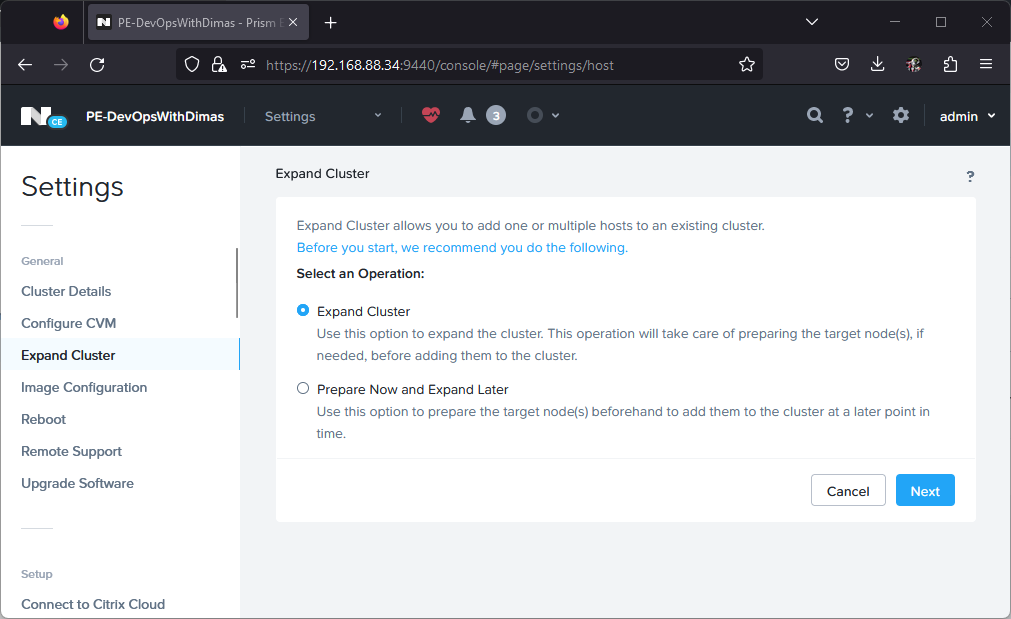 PE-DevOpsWithDimas - Prism
https://192.168.88.34:9440/console/#page/settings/host
N CE PE-DevOpsWithDimas Settings 3 ? admin
Settings
General
Cluster Details
Configure CVM
Expand Cluster
Image Configuration
Reboot
Remote Support
Upgrade Software
Setup
Connect to Citrix Cloud
Expand Cluster ?
Expand Cluster allows you to add one or multiple hosts to an existing cluster.
Before you start, we recommend you do the following.
Select an Operation:
Expand Cluster
Use this option to expand the cluster. This operation will take care of preparing the target node(s), if
needed, before adding them to the cluster.
Prepare Now and Expand Later
Use this option to prepare the target node(s) beforehand to add them to the cluster at a later point in
time.
Cancel Next